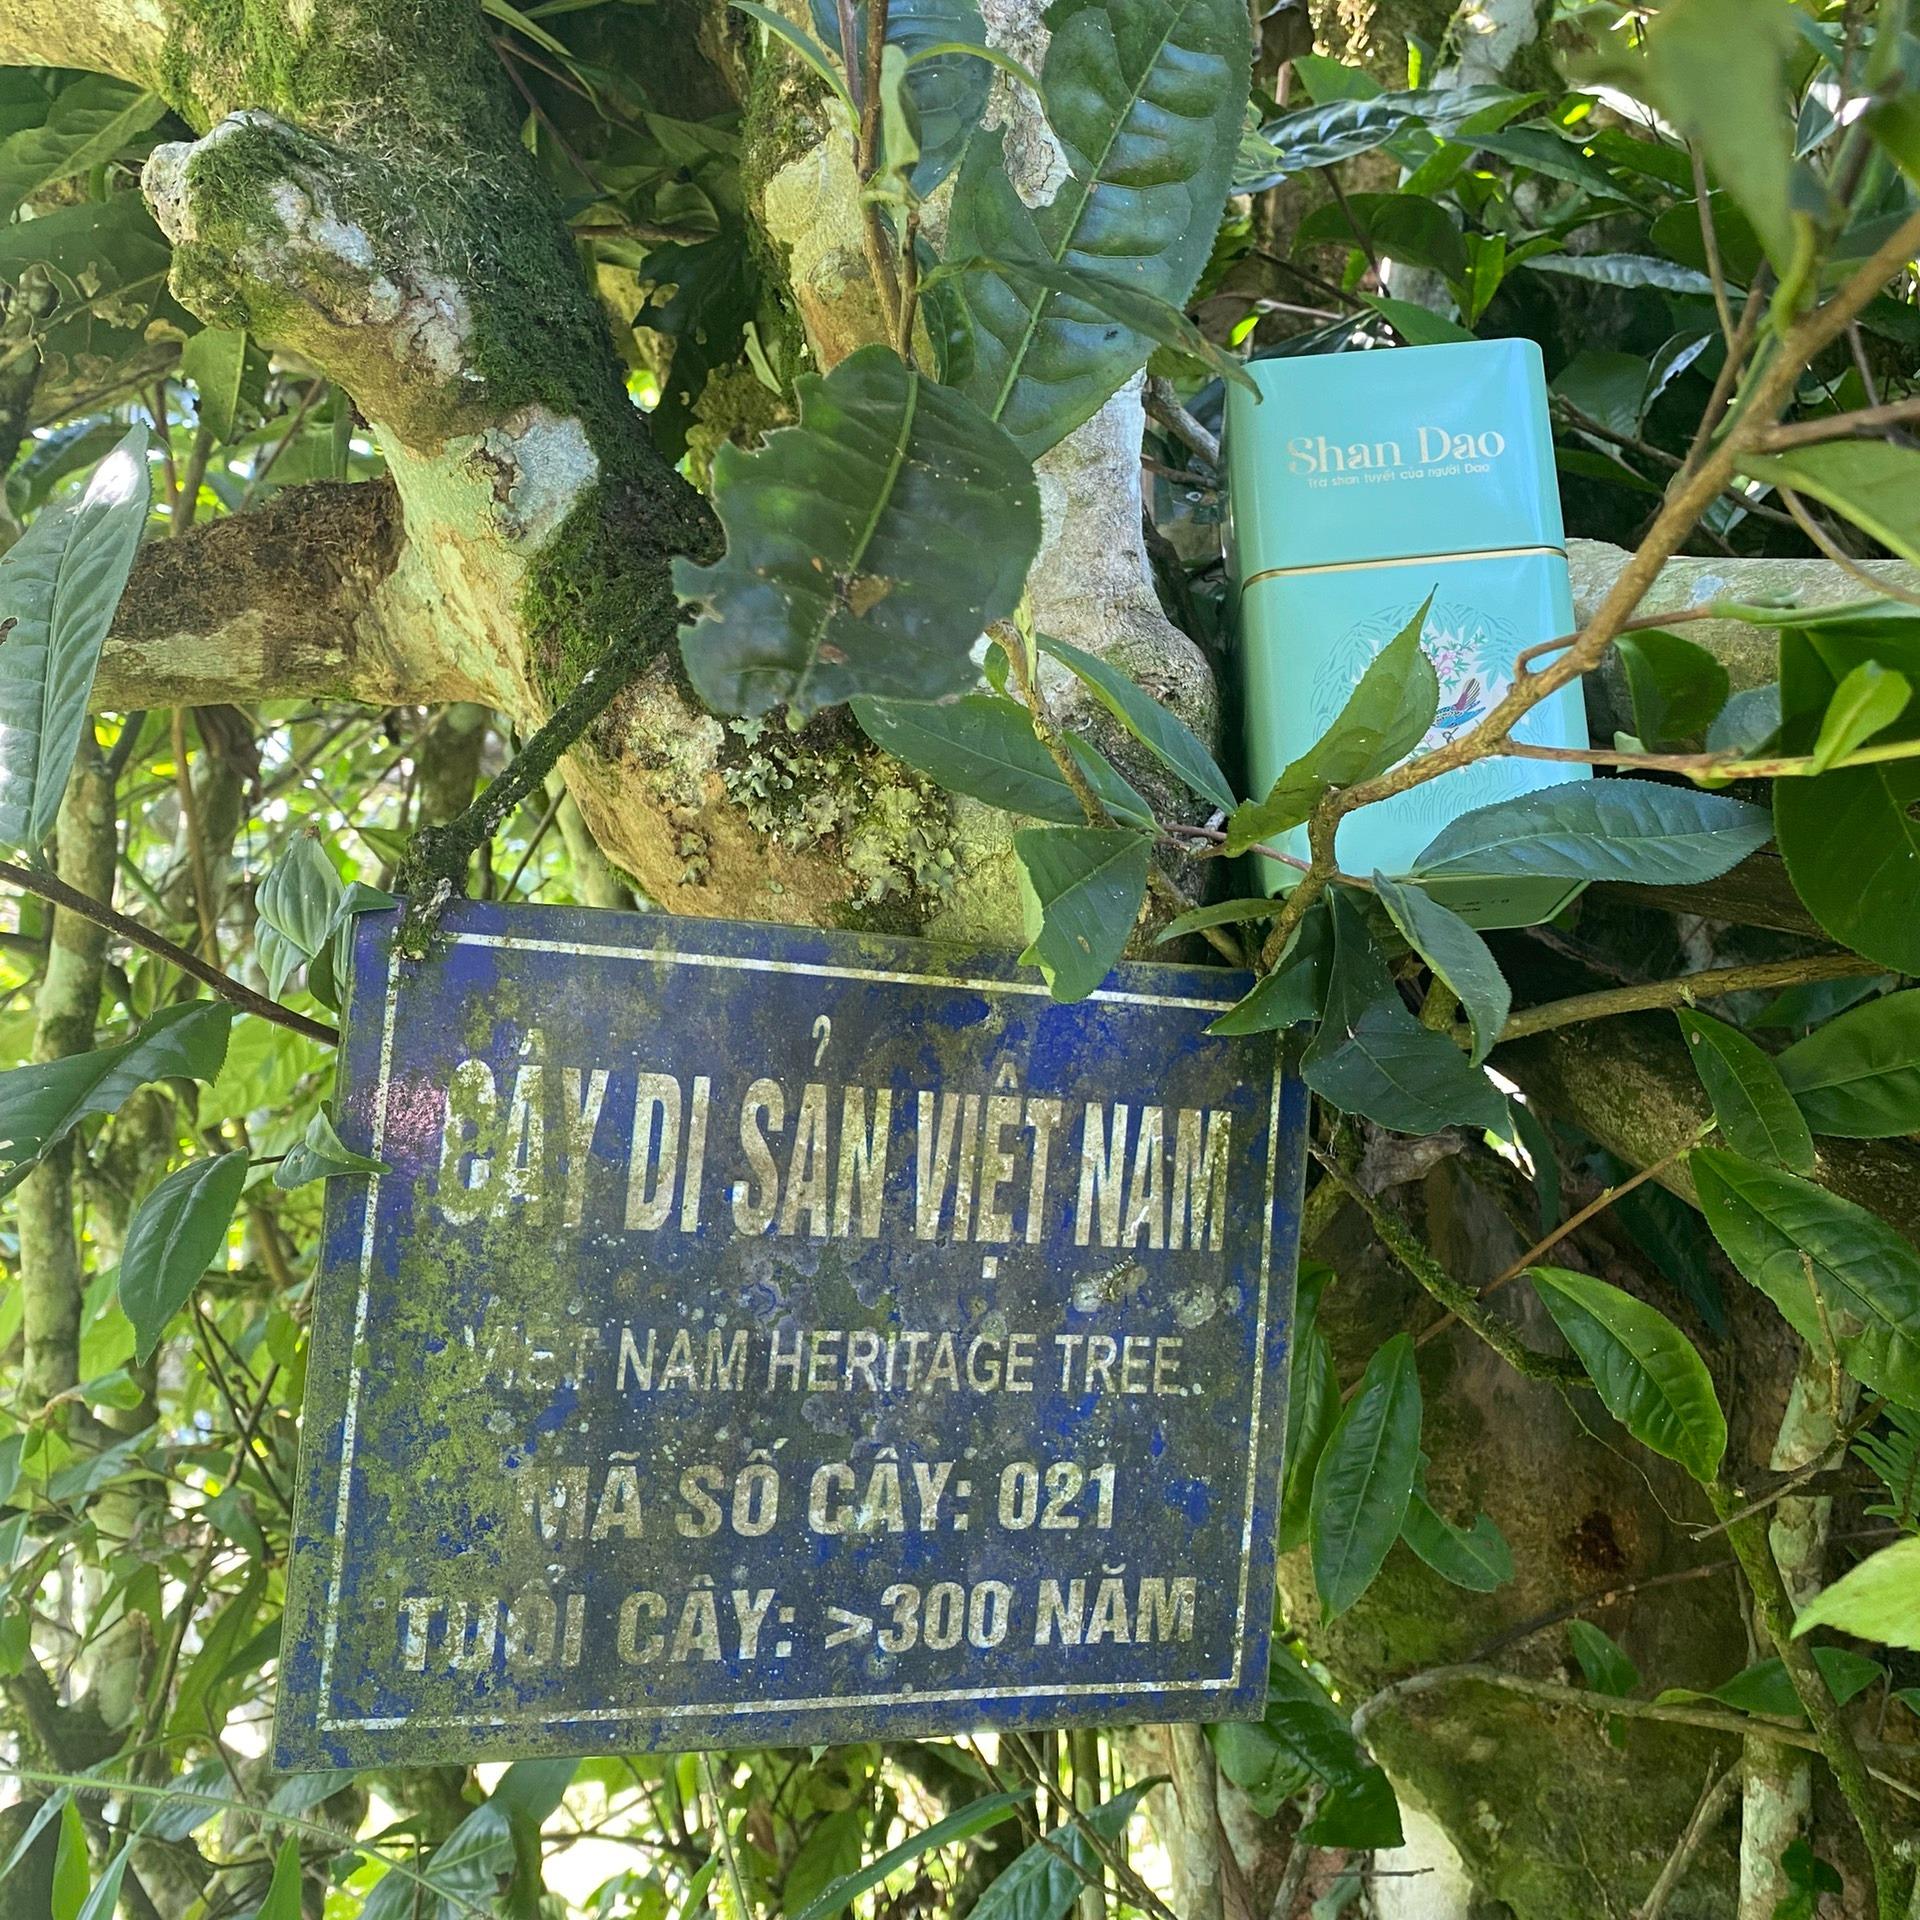 Shan Dao
Trà shan tuyết của người Dao
CÂY DI SẢN VIỆT NAM
VIET NAM HERITAGE TREE
MÃ SỐ CÂY: 021
TUỔI CÂY: >300 NĂM